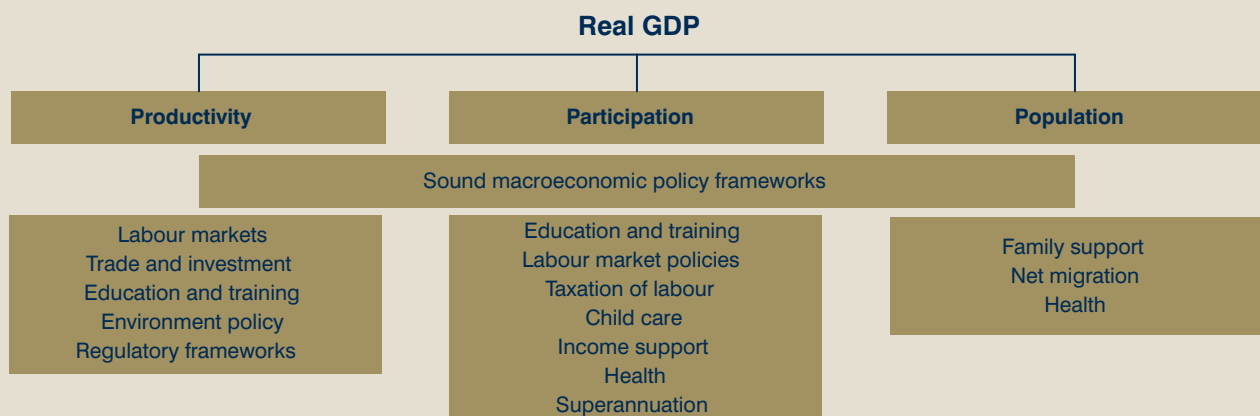 Real GDP
Productivity
Participation
Population
Sound macroeconomic policy frameworks
Labour markets
Trade and investment
Education and training
Environment policy
Regulatory frameworks
Education and training
Labour market policies
Taxation of labour
Child care
Income support
Health
Superannuation
Family support
Net migration
Health